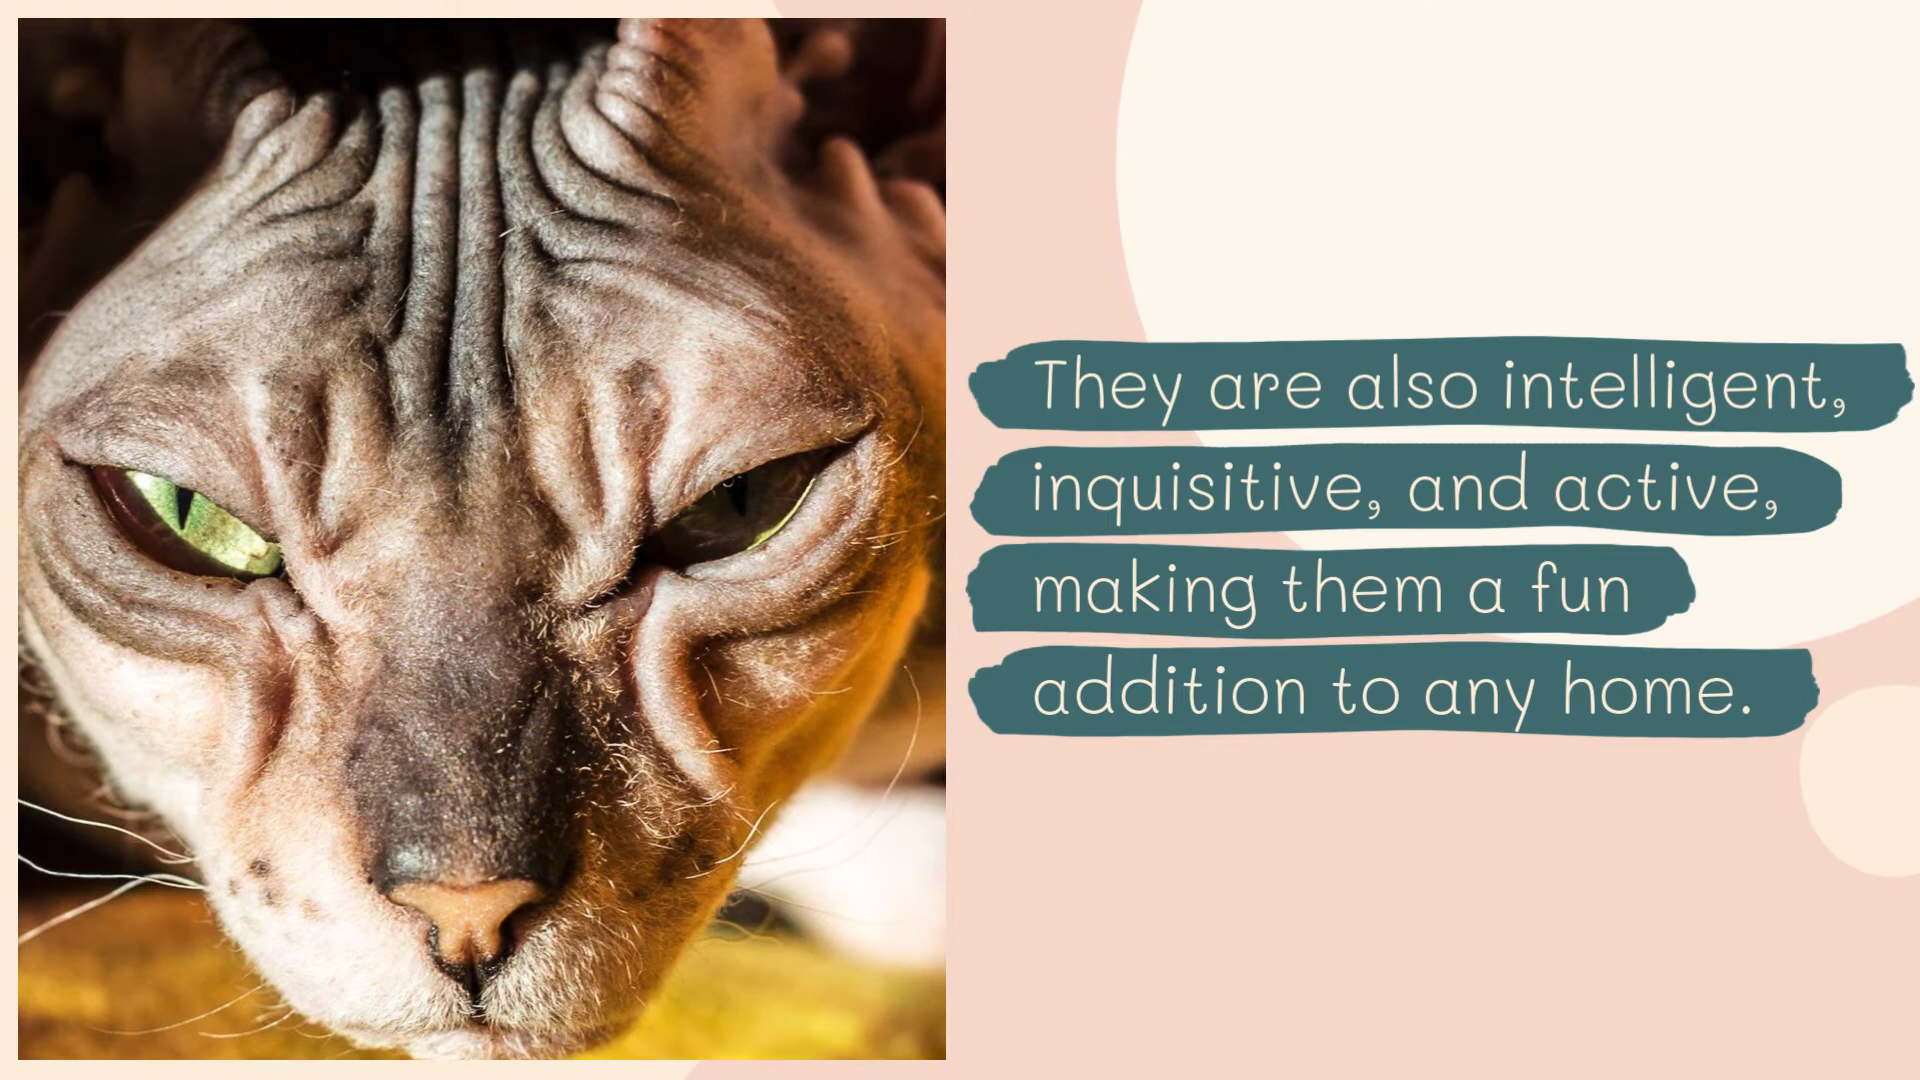 They are also intelligent,
inquisitive, and active,
making them a fun
addition to any home.